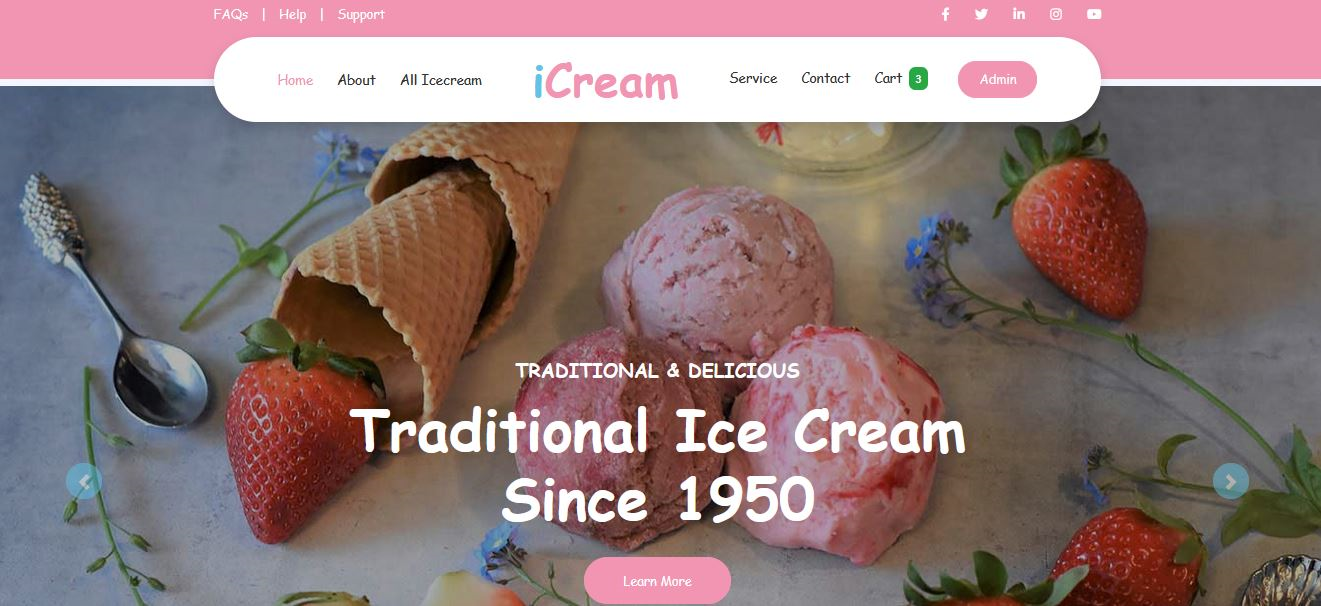 FAQs | Help | Support
Home About All Icecream iCream Service Contact Cart 3 Admin
TRADITIONAL & DELICIOUS
Traditional Ice Cream
Since 1950
Learn More